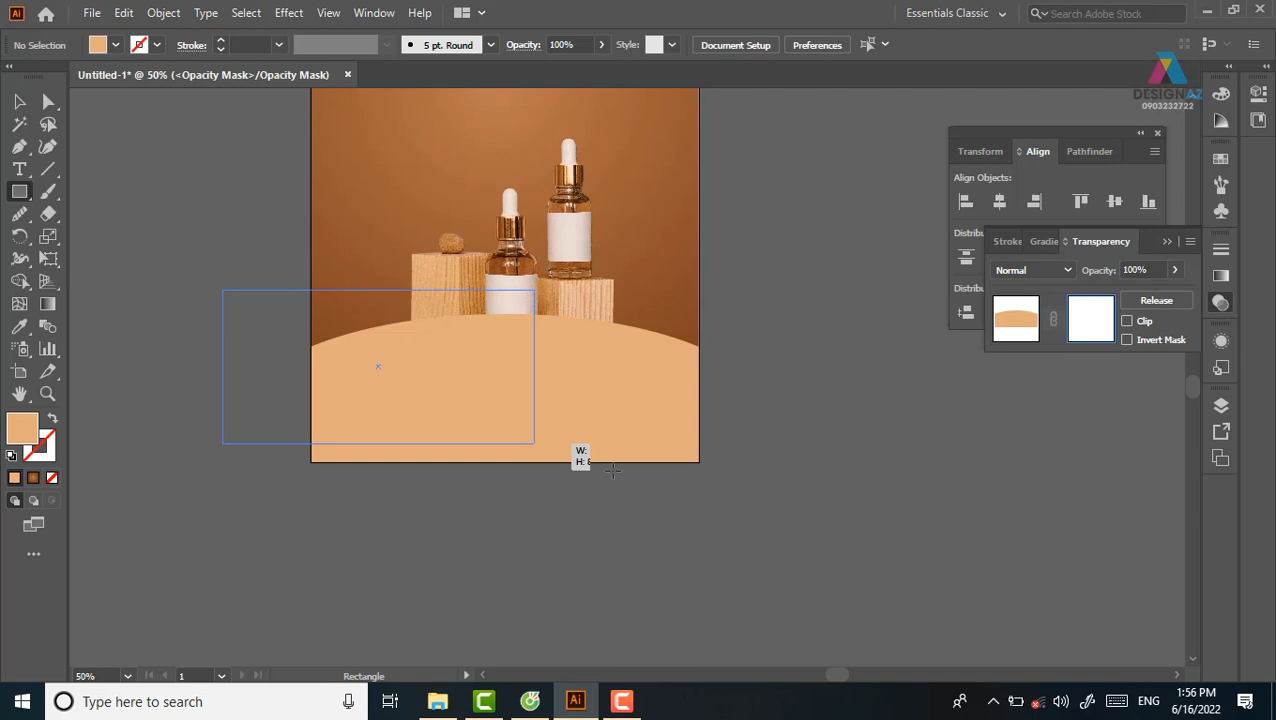 Ai File Edit Object Type Select Effect View Window Help Essentials Classic Search Adobe Stock
No Selection Stroke: 5 pt. Round Opacity: 100% Style: Document Setup Preferences
Untitled-1* @ 50% (<Opacity Mask>/Opacity Mask)
DESIGNAZ
0903232722
Transform Align Pathfinder
Align Objects:
Distribu
Stroke Gradie Transparency
Normal Opacity: 100%
Release
Clip
Distribu
Invert Mask
W:
H: 8
50% 1 Rectangle
Type here to search
Ai
ENG
1:56 PM
6/16/2022